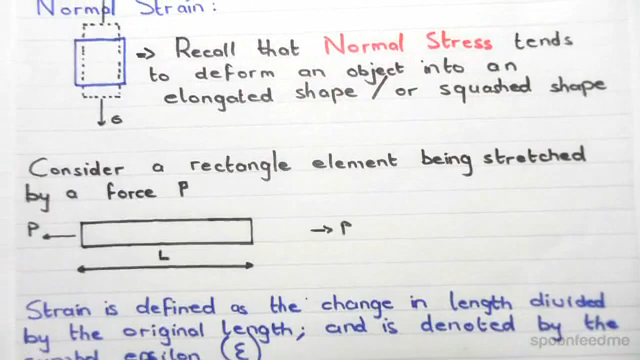 Normal Strain:
σ
⇒ Recall that Normal Stress tends
to deform an object into an
elongated shape / or squashed shape
Consider a rectangle element being stretched
by a force P
P
→ P
L
Strain is defined as the change in length divided
by the original length; and is denoted by the
symbol epsilon (ε)
spoonfeedme